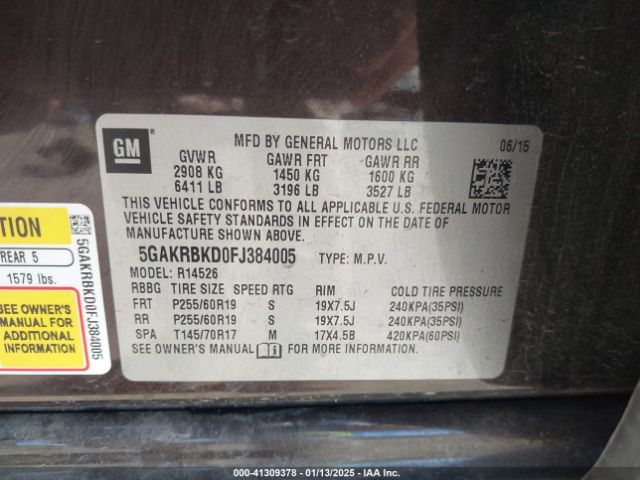 GM
MFD BY GENERAL MOTORS LLC 06/15
GVWR GAWR FRT GAWR RR
2908 KG 1450 KG 1600 KG
6411 LB 3196 LB 3527 LB
THIS VEHICLE CONFORMS TO ALL APPLICABLE U.S. FEDERAL MOTOR
VEHICLE SAFETY STANDARDS IN EFFECT ON THE DATE OF
MANUFACTURE SHOWN ABOVE.
5GAKRBKD0FJ384005 TYPE: M.P.V.
MODEL: R14526
RBBG TIRE SIZE SPEED RTG RIM COLD TIRE PRESSURE
FRT P255/60R19 S 19X7.5J 240KPA(35PSI)
RR P255/60R19 S 19X7.5J 240KPA(35PSI)
SPA T145/70R17 M 17X4.5B 420KPA(60PSI)
SEE OWNER'S MANUAL FOR MORE INFORMATION
TION
REAR 5
1579 lbs.
SEE OWNER'S
MANUAL FOR
ADDITIONAL
INFORMATION
5GAKRBKD0FJ384005
000-41309378 - 01/13/2025 - IAA Inc.